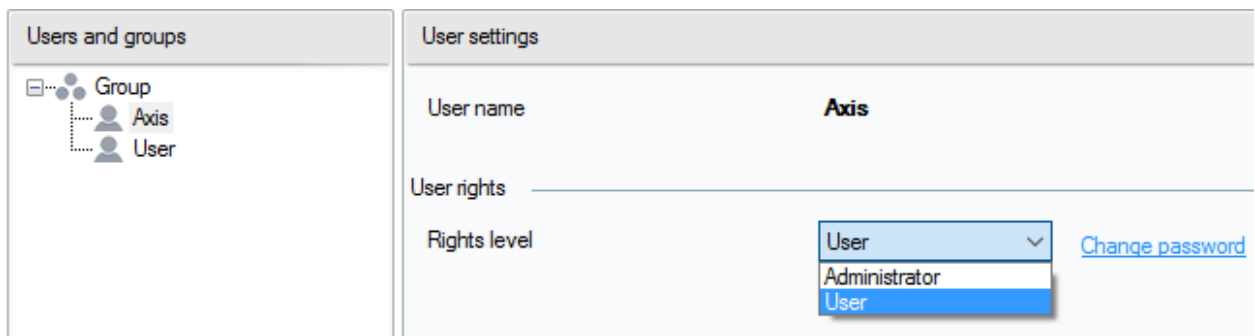 Users and groups
Group
Axis
User
User settings
User name Axis
User rights
Rights level User Change password
Administrator
User